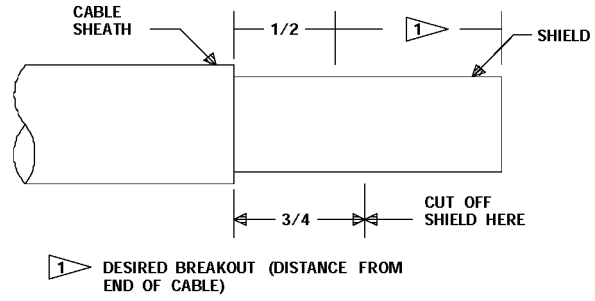 CABLE
SHEATH
1/2
1
SHIELD
3/4
CUT OFF
SHIELD HERE
1 DESIRED BREAKOUT (DISTANCE FROM
END OF CABLE)